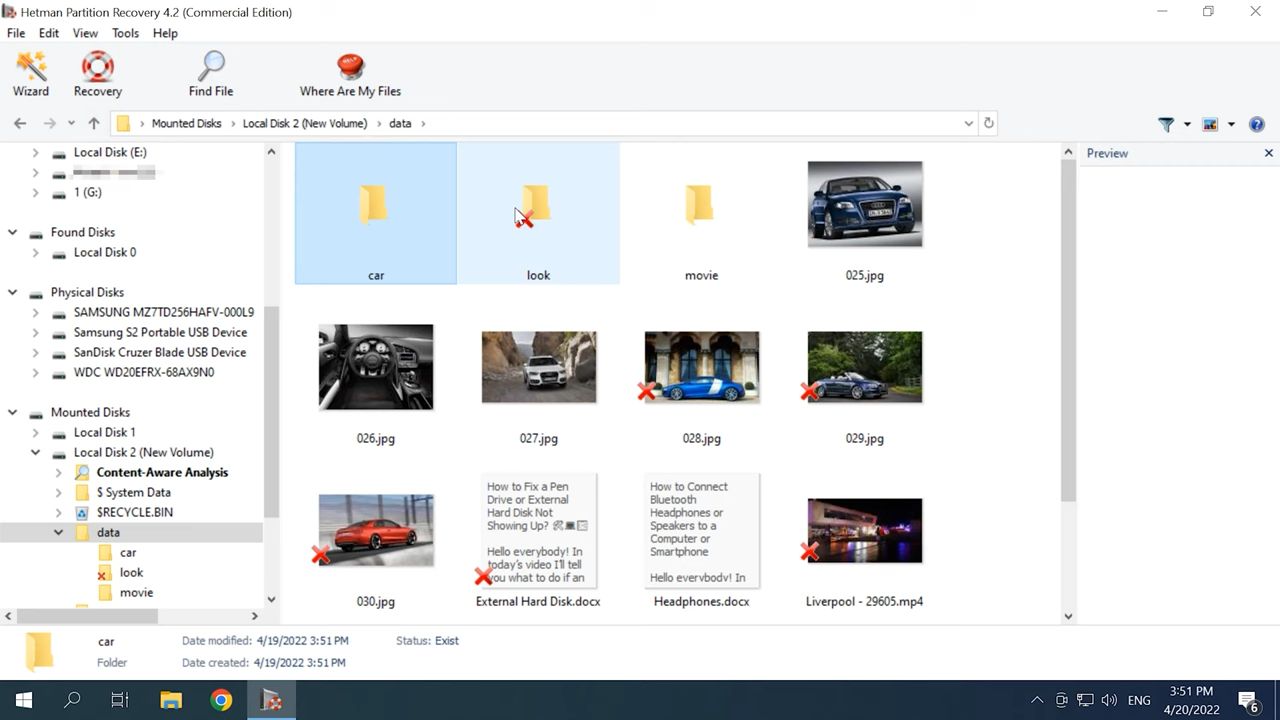 Hetman Partition Recovery 4.2 (Commercial Edition)
File Edit View Tools Help
Wizard Recovery Find File Where Are My Files
Mounted Disks Local Disk 2 (New Volume) data
Local Disk (E:)
1 (G:)
Found Disks
Local Disk 0
Physical Disks
SAMSUNG MZ7TD256HAFV-000L9
Samsung S2 Portable USB Device
SanDisk Cruzer Blade USB Device
WDC WD20EFRX-68AX9N0
Mounted Disks
Local Disk 1
Local Disk 2 (New Volume)
Content-Aware Analysis
$ System Data
$RECYCLE.BIN
data
car
look
movie
car look movie 025.jpg
026.jpg 027.jpg 028.jpg 029.jpg
How to Fix a Pen
Drive or External
Hard Disk Not
Showing Up?
Hello everybody! In
today's video I'll tell
you what to do if an
How to Connect
Bluetooth
Headphones or
Speakers to a
Computer or
Smartphone
Hello everybody! In
030.jpg External Hard Disk.docx Headphones.docx Liverpool - 29605.mp4
Preview
car Date modified: 4/19/2022 3:51 PM Status: Exist
Folder Date created: 4/19/2022 3:51 PM
ENG
3:51 PM
4/20/2022
6